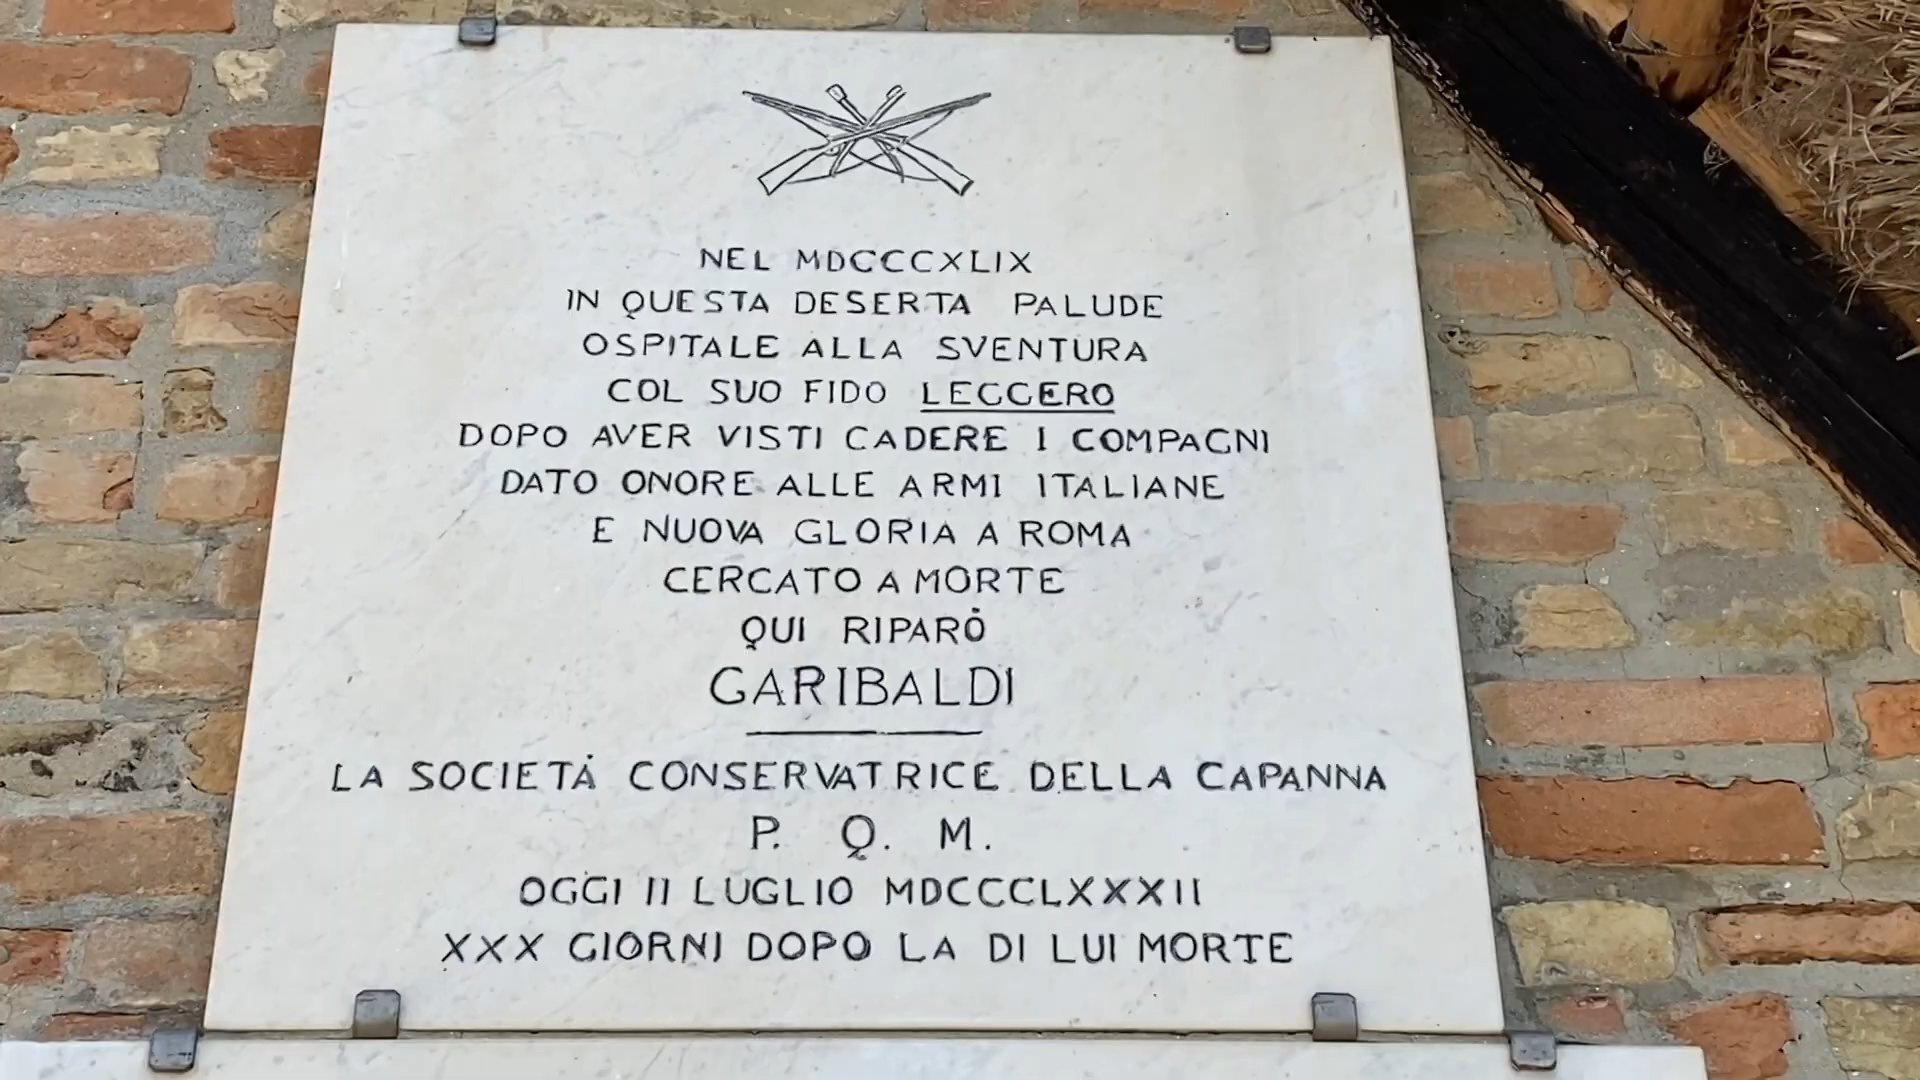 NEL MDCCCXLIX
IN QUESTA DESERTA PALUDE
OSPITALE ALLA SVENTURA
COL SUO FIDO LEGGERO
DOPO AVER VISTI CADERE I COMPAGNI
DATO ONORE ALLE ARMI ITALIANE
E NUOVA GLORIA A ROMA
CERCATO A MORTE
QUI RIPARÒ
GARIBALDI
LA SOCIETÀ CONSERVATRICE DELLA CAPANNA
P. Q. M.
OGGI II LUGLIO MDCCCLXXXII
XXX GIORNI DOPO LA DI LUI MORTE